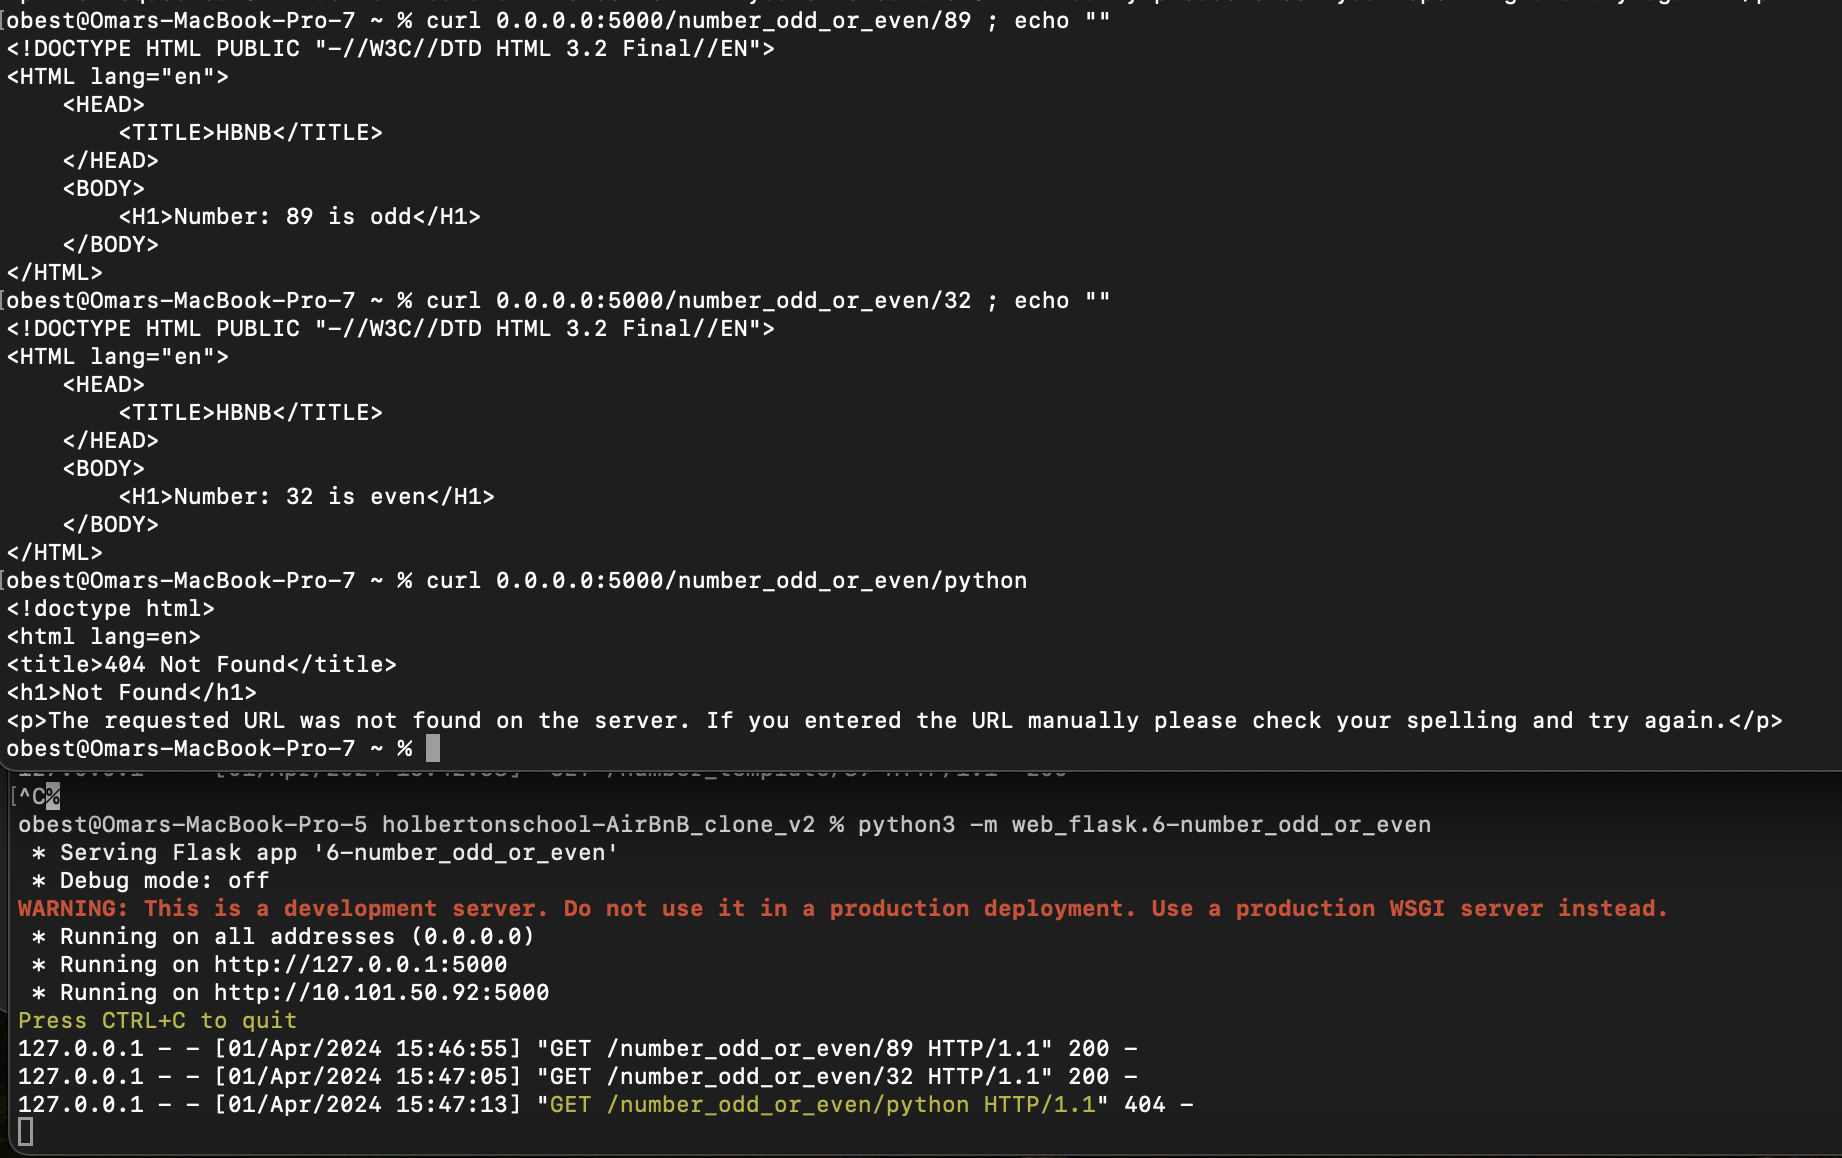 obest@Omars-MacBook-Pro-7 ~ % curl 0.0.0.0:5000/number_odd_or_even/89 ; echo ""
<!DOCTYPE HTML PUBLIC "-//W3C//DTD HTML 3.2 Final//EN">
<HTML lang="en">
    <HEAD>
        <TITLE>HBNB</TITLE>
    </HEAD>
    <BODY>
        <H1>Number: 89 is odd</H1>
    </BODY>
</HTML>
obest@Omars-MacBook-Pro-7 ~ % curl 0.0.0.0:5000/number_odd_or_even/32 ; echo ""
<!DOCTYPE HTML PUBLIC "-//W3C//DTD HTML 3.2 Final//EN">
<HTML lang="en">
    <HEAD>
        <TITLE>HBNB</TITLE>
    </HEAD>
    <BODY>
        <H1>Number: 32 is even</H1>
    </BODY>
</HTML>
obest@Omars-MacBook-Pro-7 ~ % curl 0.0.0.0:5000/number_odd_or_even/python
<!doctype html>
<html lang=en>
<title>404 Not Found</title>
<h1>Not Found</h1>
<p>The requested URL was not found on the server. If you entered the URL manually please check your spelling and try again.</p>
obest@Omars-MacBook-Pro-7 ~ %
[^C%
obest@Omars-MacBook-Pro-5 holbertonschool-AirBnB_clone_v2 % python3 -m web_flask.6-number_odd_or_even
 * Serving Flask app '6-number_odd_or_even'
 * Debug mode: off
WARNING: This is a development server. Do not use it in a production deployment. Use a production WSGI server instead.
 * Running on all addresses (0.0.0.0)
 * Running on http://127.0.0.1:5000
 * Running on http://10.101.50.92:5000
Press CTRL+C to quit
127.0.0.1 - - [01/Apr/2024 15:46:55] "GET /number_odd_or_even/89 HTTP/1.1" 200 -
127.0.0.1 - - [01/Apr/2024 15:47:05] "GET /number_odd_or_even/32 HTTP/1.1" 200 -
127.0.0.1 - - [01/Apr/2024 15:47:13] "GET /number_odd_or_even/python HTTP/1.1" 404 -